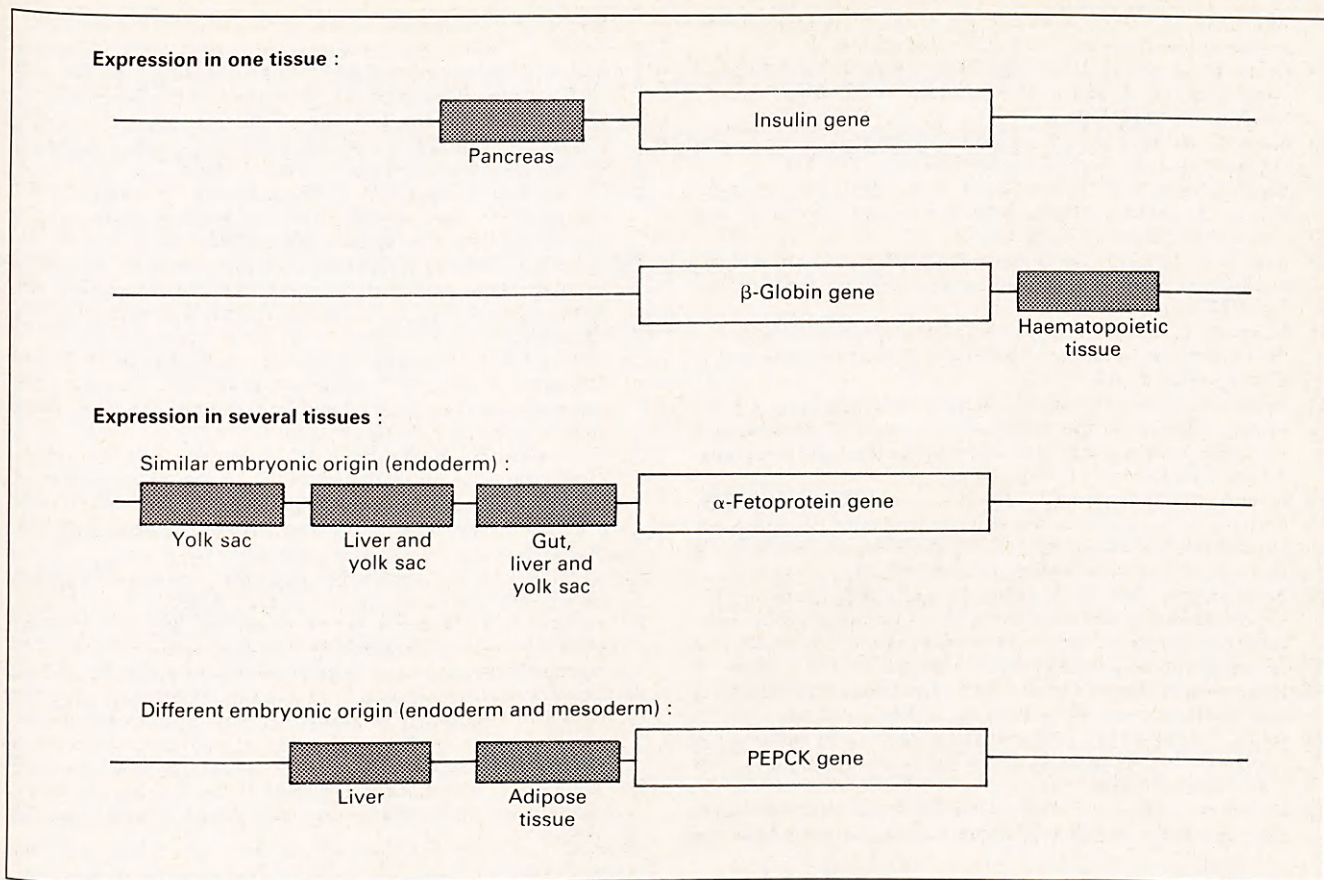 Expression in one tissue :
Insulin gene
Pancreas
β-Globin gene
Haematopoietic
tissue
Expression in several tissues :
Similar embryonic origin (endoderm) :
α-Fetoprotein gene
Yolk sac
Liver and
yolk sac
Gut,
liver and
yolk sac
Different embryonic origin (endoderm and mesoderm) :
PEPCK gene
Liver
Adipose
tissue